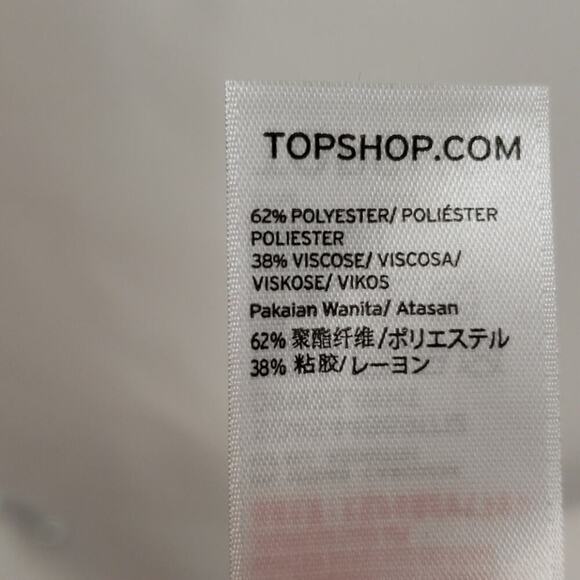 TOPSHOP.COM
62% POLYESTER/ POLIÉSTER
POLIESTER
38% VISCOSE/ VISCOSA/
VISKOSE/ VIKOS
Pakaian Wanita/ Atasan
62% 聚酯纤维/ポリエステル
38% 粘胶/レーヨン